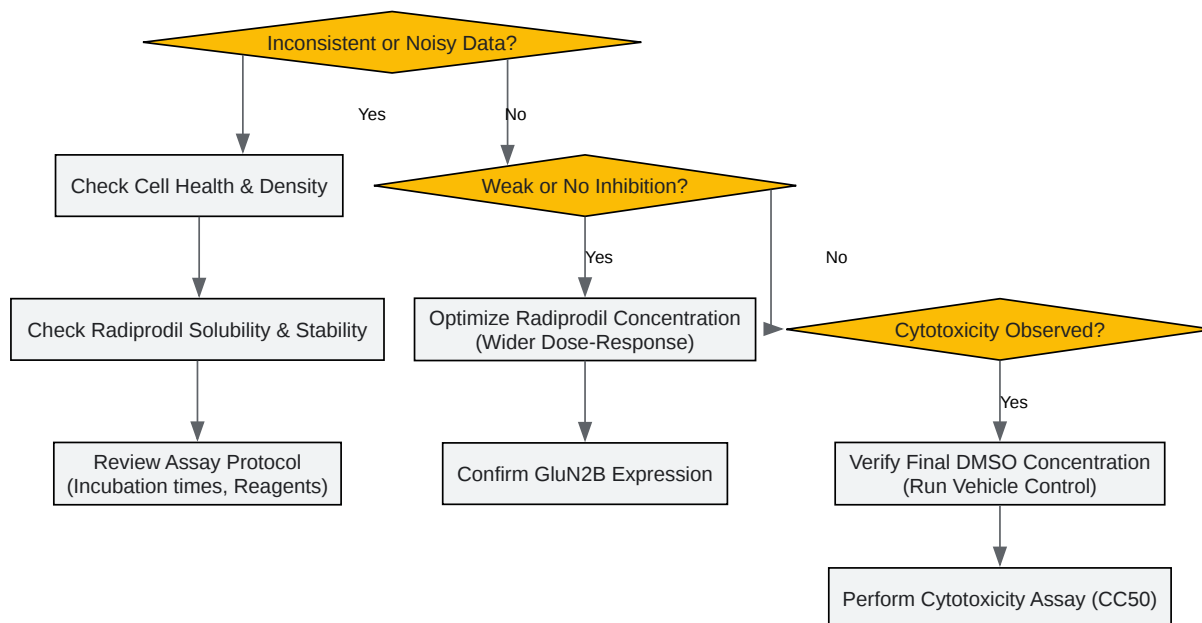 Inconsistent or Noisy Data?
Yes
No
Check Cell Health & Density
Weak or No Inhibition?
Yes
No
Check Radiprodil Solubility & Stability
Optimize Radiprodil Concentration
(Wider Dose-Response)
Cytotoxicity Observed?
Yes
Review Assay Protocol
(Incubation times, Reagents)
Confirm GluN2B Expression
Verify Final DMSO Concentration
(Run Vehicle Control)
Perform Cytotoxicity Assay (CC50)